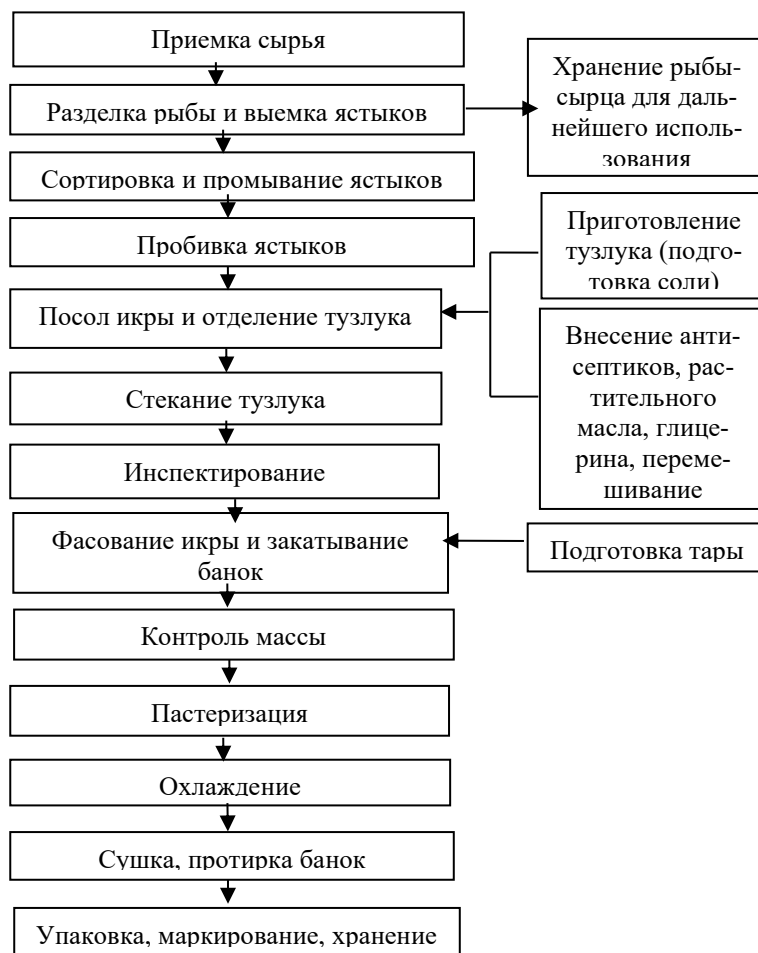 Приемка сырья
Разделка рыбы и выемка ястыков
Хранение рыбы-
сырца для даль-
нейшего исполь-
зования
Сортировка и промывание ястыков
Пробивка ястыков
Приготовление
тузлука (подго-
товка соли)
Посол икры и отделение тузлука
Внесение анти-
септиков, рас-
тительного
масла, глице-
рина, переме-
шивание
Стекание тузлука
Инспектирование
Фасование икры и закатывание
банок
Подготовка тары
Контроль массы
Пастеризация
Охлаждение
Сушка, протирка банок
Упаковка, маркирование, хранение